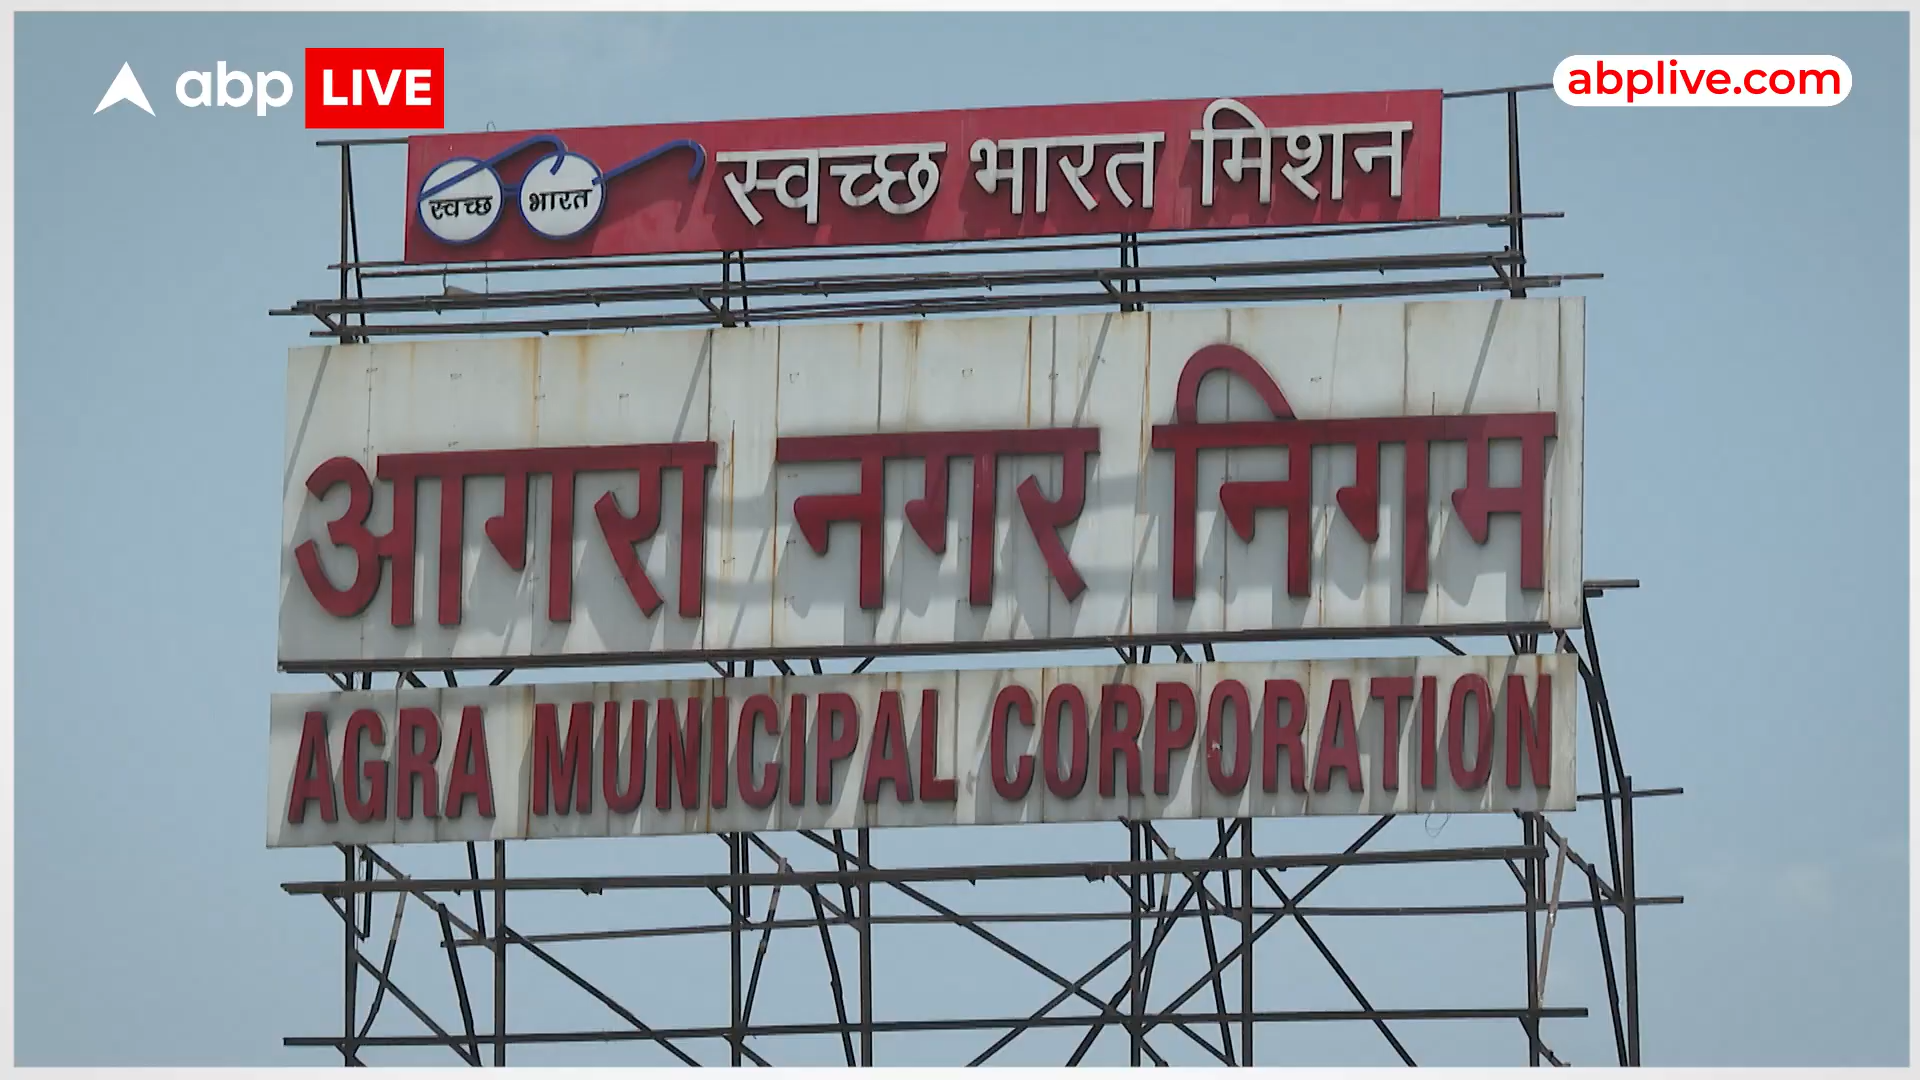 abp LIVE
abplive.com
स्वच्छ भारत
स्वच्छ भारत मिशन
आगरा नगर निगम
AGRA MUNICIPAL CORPORATION